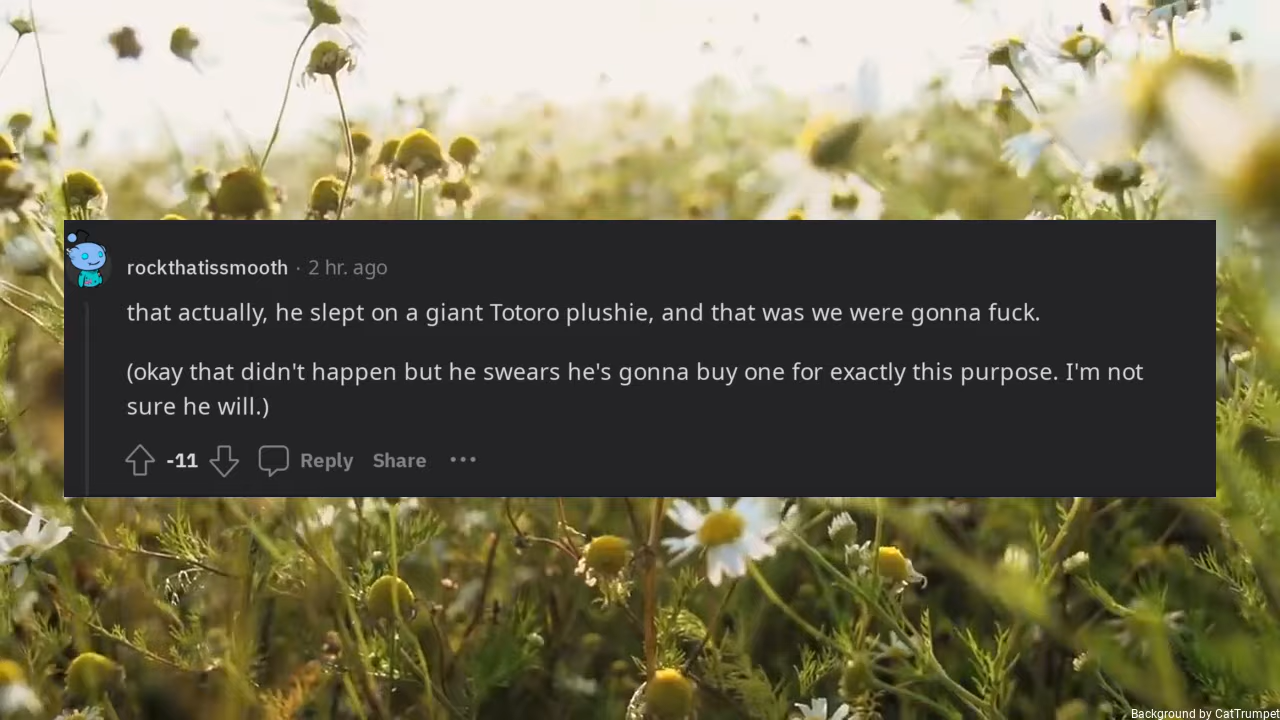 rockthatissmooth · 2 hr. ago
that actually, he slept on a giant Totoro plushie, and that was we were gonna fuck.
(okay that didn't happen but he swears he's gonna buy one for exactly this purpose. I'm not
sure he will.)
-11 Reply Share ···
Background by CatTrumpet